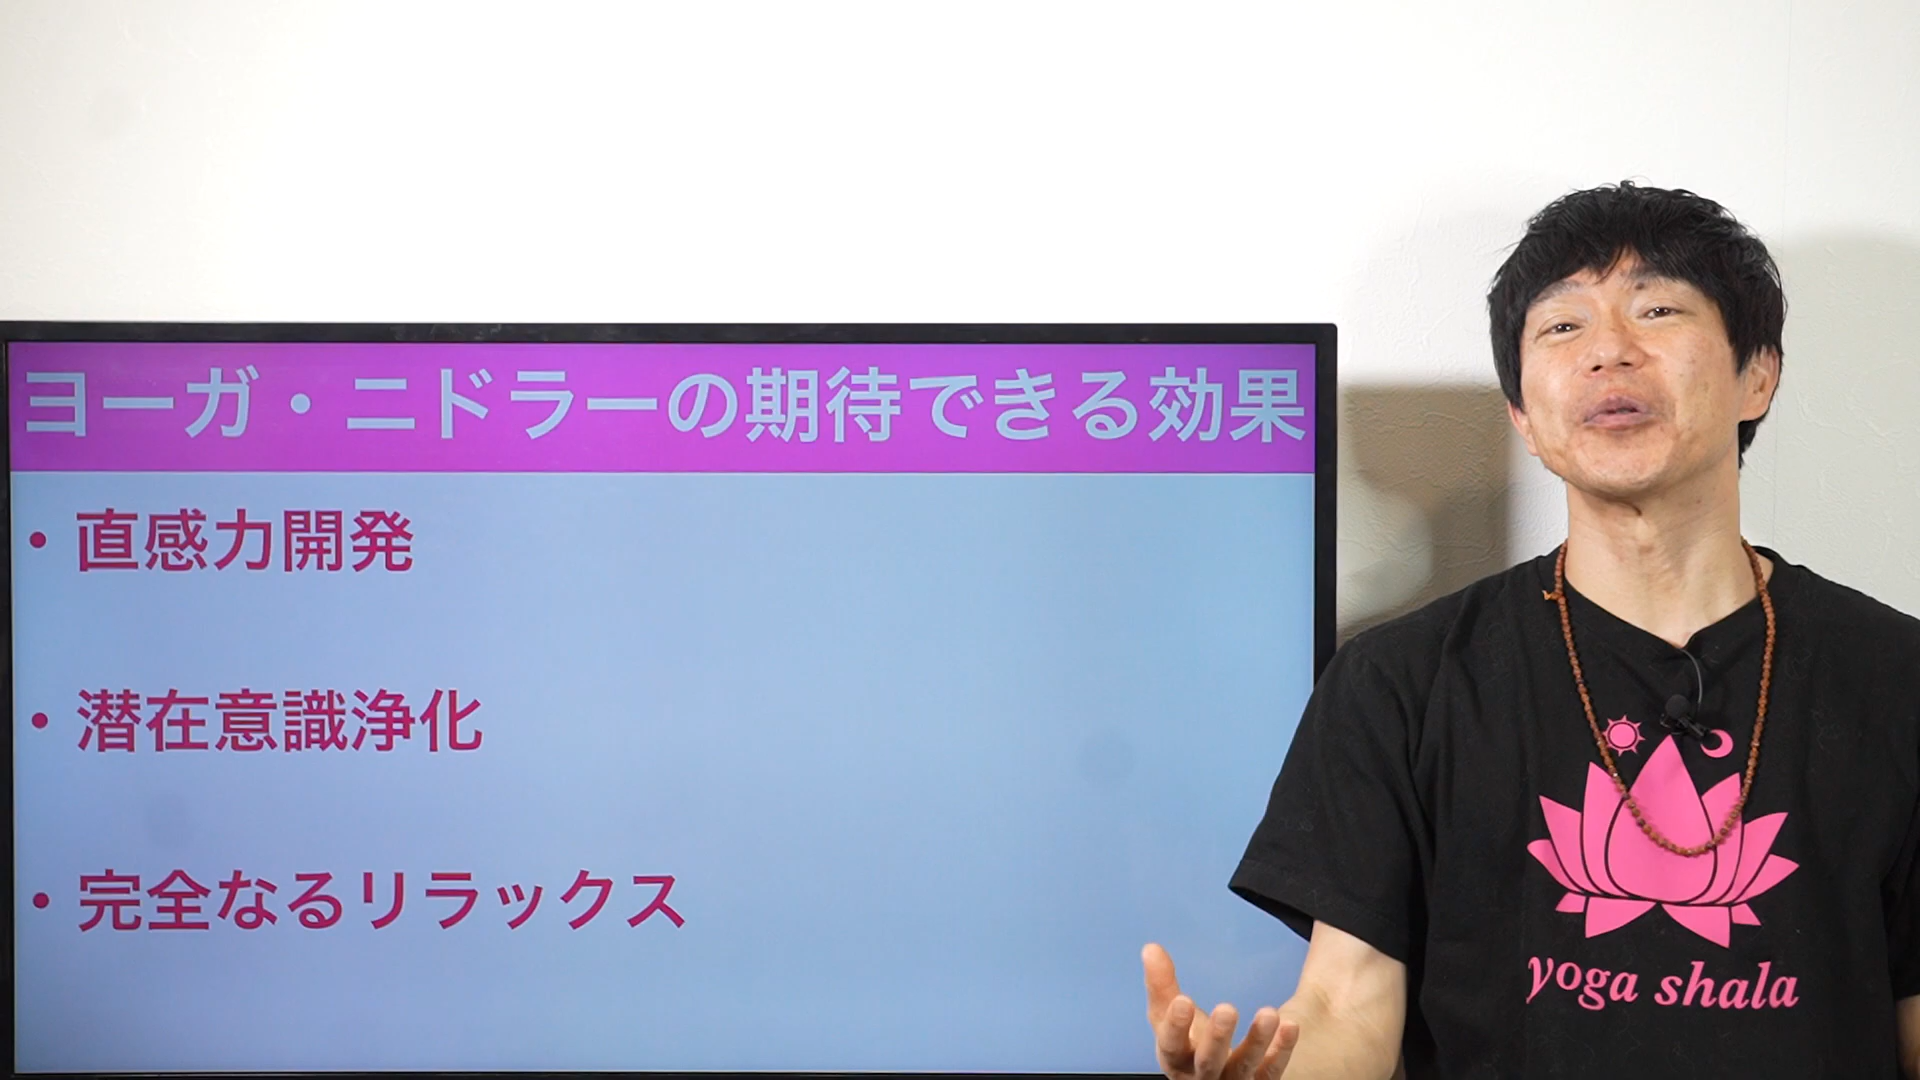 ヨーガ・ニドラーの期待できる効果
・直感力開発
・潜在意識浄化
・完全なるリラックス
yoga shala